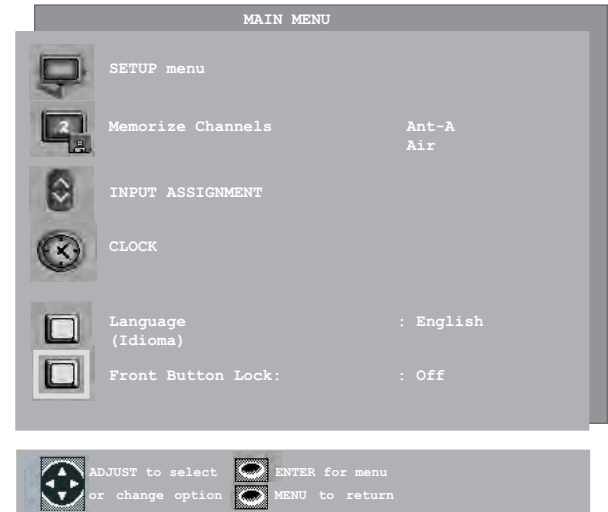 MAIN MENU
SETUP menu
Memorize Channels Ant-A
Air
INPUT ASSIGNMENT
CLOCK
Language : English
(Idioma)
Front Button Lock: : Off
ADJUST to select ENTER for menu
or change option MENU to return
2